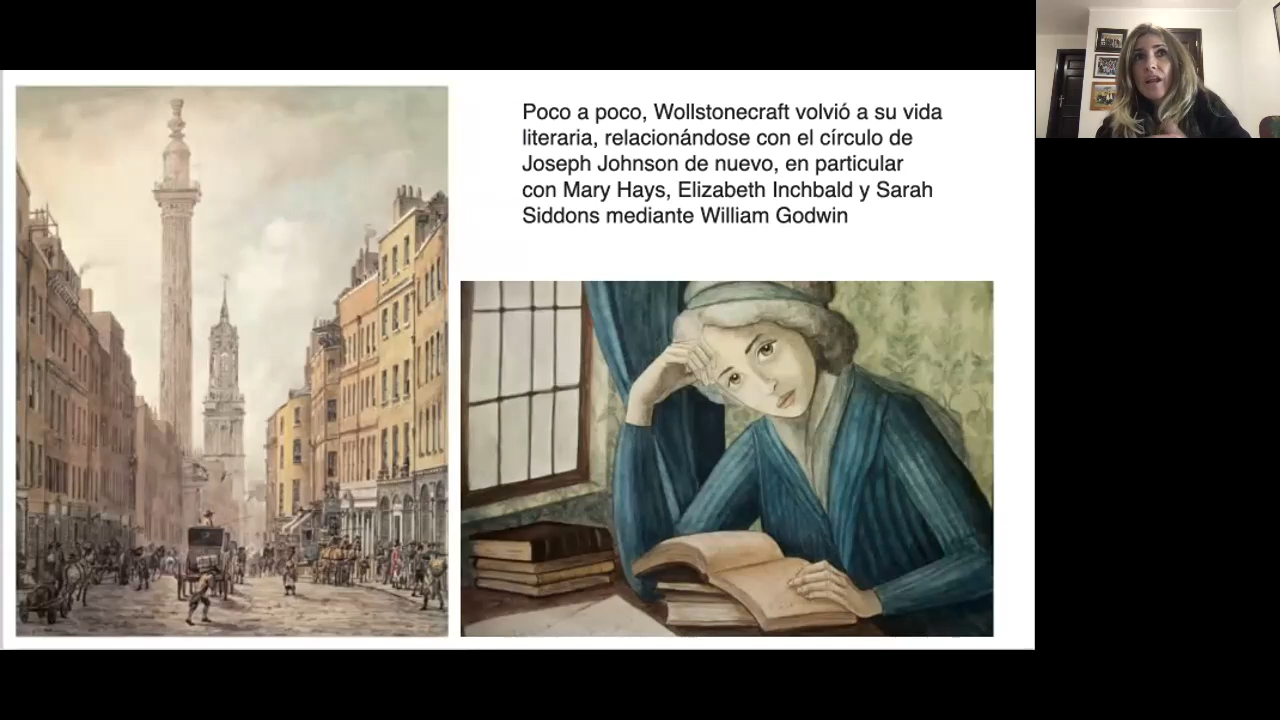 Poco a poco, Wollstonecraft volvió a su vida
literaria, relacionándose con el círculo de
Joseph Johnson de nuevo, en particular
con Mary Hays, Elizabeth Inchbald y Sarah
Siddons mediante William Godwin